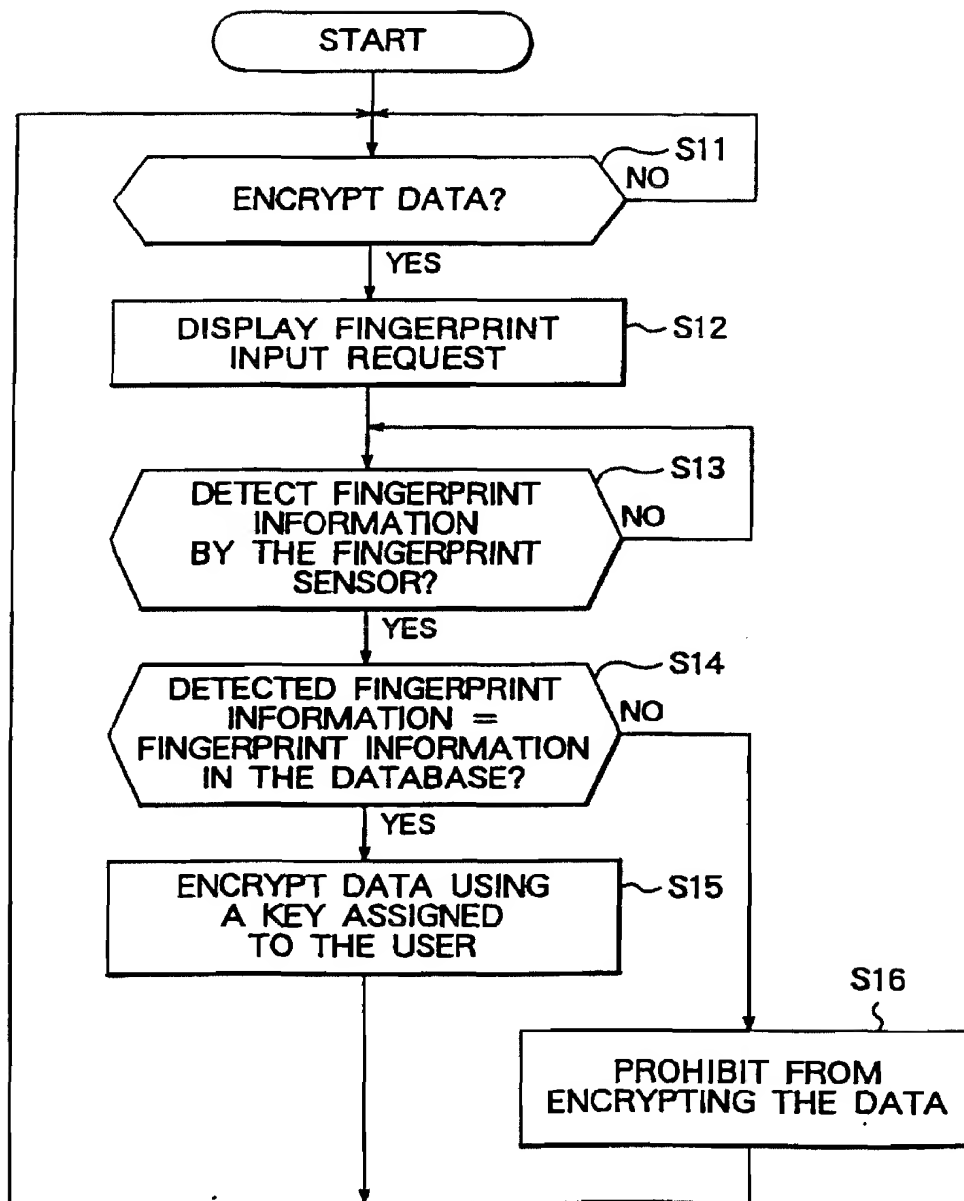 START
S11
ENCRYPT DATA?
NO
YES
DISPLAY FINGERPRINT
INPUT REQUEST
S12
S13
DETECT FINGERPRINT
INFORMATION
BY THE FINGERPRINT
SENSOR?
NO
YES
S14
DETECTED FINGERPRINT
INFORMATION =
FINGERPRINT INFORMATION
IN THE DATABASE?
NO
YES
ENCRYPT DATA USING
A KEY ASSIGNED
TO THE USER
S15
S16
PROHIBIT FROM
ENCRYPTING THE DATA